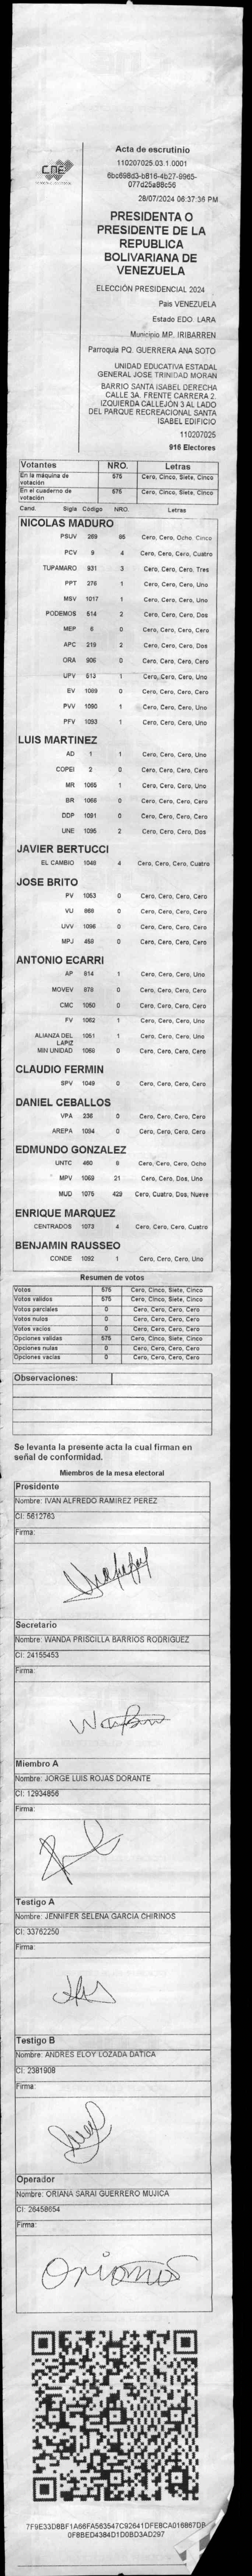 CNE
Acta de escrutinio
110207025.03.1.0001
6bc698d3-b816-4b27-9965-
077d25a88c56
28/07/2024 06:37:36 PM
PRESIDENTA O
PRESIDENTE DE LA
REPUBLICA
BOLIVARIANA DE
VENEZUELA
ELECCIÓN PRESIDENCIAL 2024
Pais VENEZUELA
Estado EDO. LARA
Municipio MP. IRIBARREN
Parroquia PQ. GUERRERA ANA SOTO
UNIDAD EDUCATIVA ESTADAL
GENERAL JOSE TRINIDAD MORAN
BARRIO SANTA ISABEL DERECHA
CALLE 3A. FRENTE CARRERA 2.
IZQUIERDA CALLEJÓN 3 AL LADO
DEL PARQUE RECREACIONAL SANTA
ISABEL EDIFICIO
110207025
916 Electores
Votantes NRO. Letras
En la máquina de votación 575 Cero, Cinco, Siete, Cinco
En el cuaderno de votación 575 Cero, Cinco, Siete, Cinco
Cand. Sigla Código NRO. Letras
NICOLAS MADURO
PSUV 269 85 Cero, Cero, Ocho, Cinco
PCV 9 4 Cero, Cero, Cero, Cuatro
TUPAMARO 931 3 Cero, Cero, Cero, Tres
PPT 276 1 Cero, Cero, Cero, Uno
MSV 1017 1 Cero, Cero, Cero, Uno
PODEMOS 514 2 Cero, Cero, Cero, Dos
MEP 6 0 Cero, Cero, Cero, Cero
APC 219 2 Cero, Cero, Cero, Dos
ORA 906 0 Cero, Cero, Cero, Cero
UPV 513 1 Cero, Cero, Cero, Uno
EV 1089 0 Cero, Cero, Cero, Cero
PVV 1090 1 Cero, Cero, Cero, Uno
PFV 1093 1 Cero, Cero, Cero, Uno
LUIS MARTINEZ
AD 1 1 Cero, Cero, Cero, Uno
COPEI 2 0 Cero, Cero, Cero, Cero
MR 1065 1 Cero, Cero, Cero, Uno
BR 1066 0 Cero, Cero, Cero, Cero
DDP 1091 0 Cero, Cero, Cero, Cero
UNE 1095 2 Cero, Cero, Cero, Dos
JAVIER BERTUCCI
EL CAMBIO 1048 4 Cero, Cero, Cero, Cuatro
JOSE BRITO
PV 1053 0 Cero, Cero, Cero, Cero
VU 868 0 Cero, Cero, Cero, Cero
UVV 1096 0 Cero, Cero, Cero, Cero
MPJ 459 0 Cero, Cero, Cero, Cero
ANTONIO ECARRI
AP 814 1 Cero, Cero, Cero, Uno
MOVEV 878 0 Cero, Cero, Cero, Cero
CMC 1050 0 Cero, Cero, Cero, Cero
FV 1062 1 Cero, Cero, Cero, Uno
ALIANZA DEL LAPIZ 1051 1 Cero, Cero, Cero, Uno
MIN UNIDAD 1068 0 Cero, Cero, Cero, Cero
CLAUDIO FERMIN
SPV 1049 0 Cero, Cero, Cero, Cero
DANIEL CEBALLOS
VPA 236 0 Cero, Cero, Cero, Cero
AREPA 1094 0 Cero, Cero, Cero, Cero
EDMUNDO GONZALEZ
UNTC 460 8 Cero, Cero, Cero, Ocho
MPV 1069 21 Cero, Cero, Dos, Uno
MUD 1075 429 Cero, Cuatro, Dos, Nueve
ENRIQUE MARQUEZ
CENTRADOS 1073 4 Cero, Cero, Cero, Cuatro
BENJAMIN RAUSSEO
CONDE 1092 1 Cero, Cero, Cero, Uno
Resumen de votos
Votos 575 Cero, Cinco, Siete, Cinco
Votos validos 575 Cero, Cinco, Siete, Cinco
Votos parciales 0 Cero, Cero, Cero, Cero
Votos nulos 0 Cero, Cero, Cero, Cero
Votos vacíos 0 Cero, Cero, Cero, Cero
Opciones validas 575 Cero, Cinco, Siete, Cinco
Opciones nulas 0 Cero, Cero, Cero, Cero
Opciones vacías 0 Cero, Cero, Cero, Cero
Observaciones:
Se levanta la presente acta la cual firman en
señal de conformidad.
Miembros de la mesa electoral
Presidente
Nombre: IVAN ALFREDO RAMIREZ PEREZ
CI: 5612763
Firma:
Secretario
Nombre: WANDA PRISCILLA BARRIOS RODRIGUEZ
CI: 24155453
Firma:
Miembro A
Nombre: JORGE LUIS ROJAS DORANTE
CI: 12934856
Firma:
Testigo A
Nombre: JENNIFER SELENA GARCIA CHIRINOS
CI: 33762250
Firma:
Testigo B
Nombre: ANDRES ELOY LOZADA DATICA
CI: 2381908
Firma:
Operador
Nombre: ORIANA SARAI GUERRERO MUJICA
CI: 26458654
Firma:
7F9E33D8BF1A66FA563547C92641DFE8CA016867DB
0F8BED4384D1D0BD3AD297